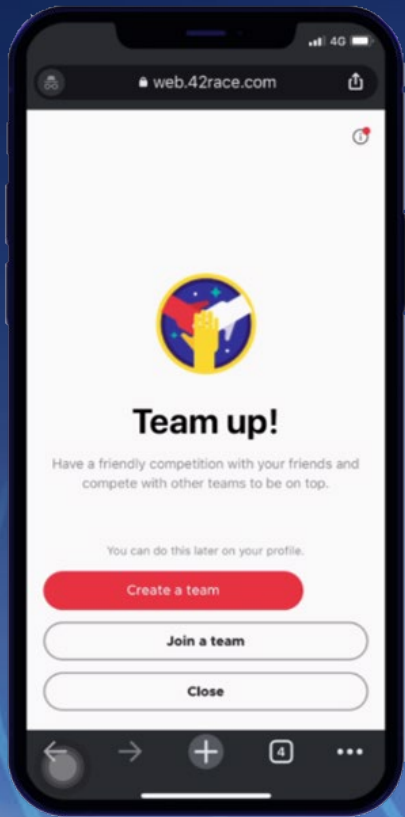 4G
web.42race.com
Team up!
Have a friendly competition with your friends and
compete with other teams to be on top.
You can do this later on your profile.
Create a team
Join a team
Close
4